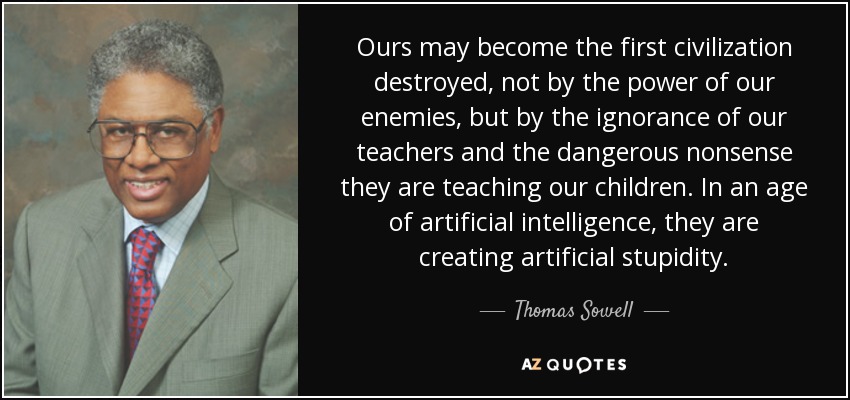 Ours may become the first civilization
destroyed, not by the power of our
enemies, but by the ignorance of our
teachers and the dangerous nonsense
they are teaching our children. In an age
of artificial intelligence, they are
creating artificial stupidity.
Thomas Sowell
AZ QUOTES